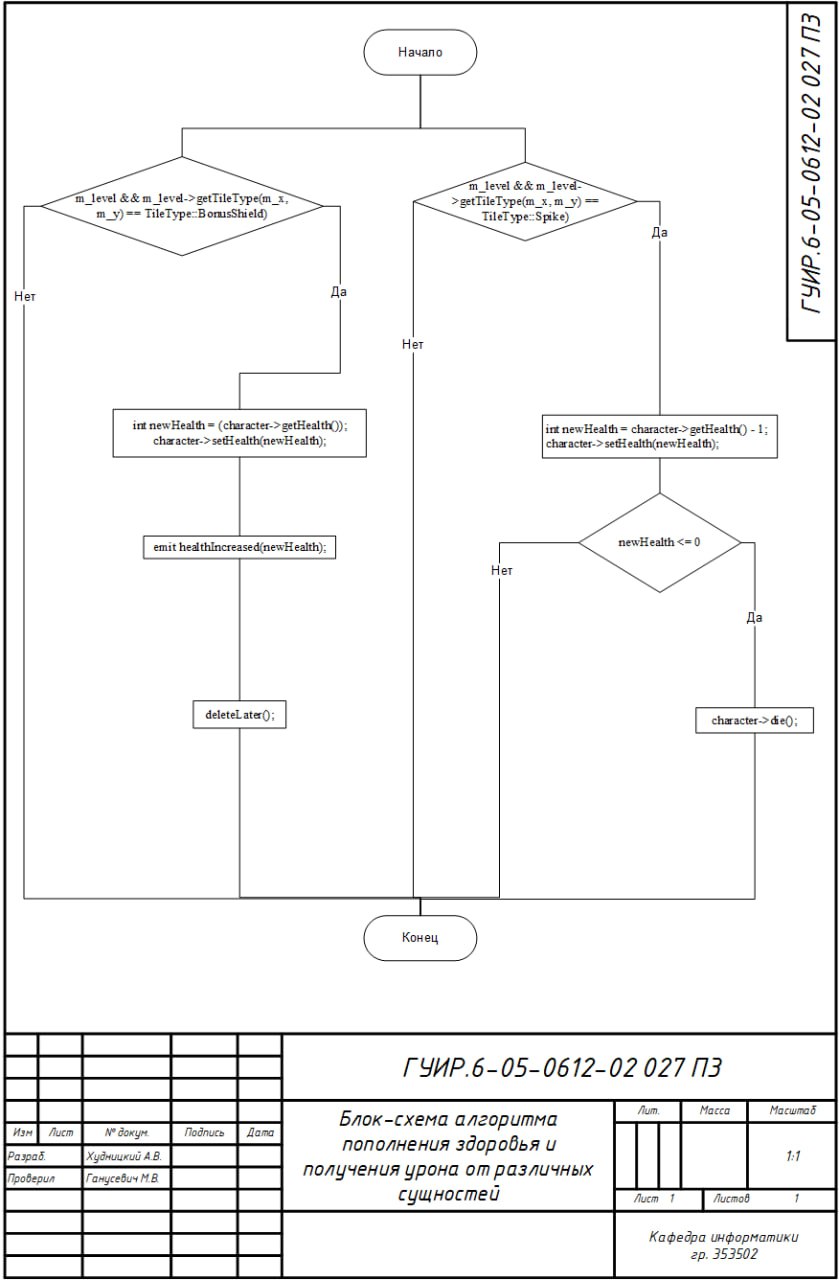 ГУИР.6-05-0612-02 027 ПЗ
Начало
m_level && m_level->getTileType(m_x,
m_y) == TileType::BonusShield)
m_level && m_level-
>getTileType(m_x, m_y) ==
TileType::Spike)
Да
Нет
Да
Нет
int newHealth = (character->getHealth());
character->setHealth(newHealth);
int newHealth = character->getHealth() - 1;
character->setHealth(newHealth);
emit healthIncreased(newHealth);
newHealth <= 0
Нет
Да
deleteLater();
character->die();
Конец
ГУИР.6-05-0612-02 027 ПЗ
Изм Лист № докум. Подпись Дата
Разраб. Худницкий А.В.
Проверил Ганусевич М.В.
Блок-схема алгоритма
пополнения здоровья и
получения урона от различных
сущностей
Лит. Масса Масштаб
1:1
Лист 1 Листов 1
Кафедра информатики
гр. 353502